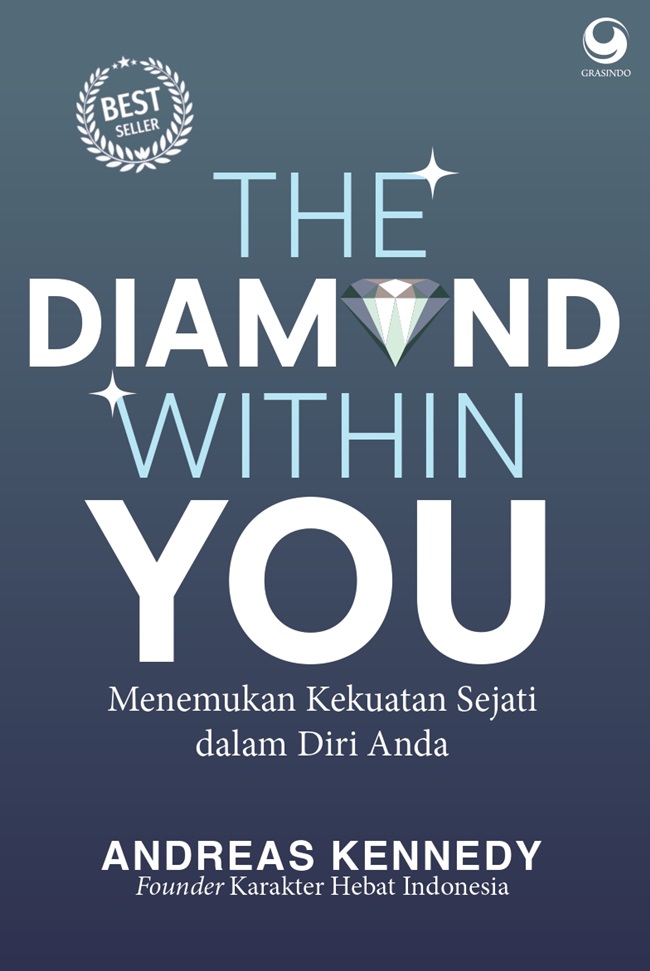 GRASINDO
BEST
SELLER
THE
DIAMOND
WITHIN
YOU
Menemukan Kekuatan Sejati
dalam Diri Anda
ANDREAS KENNEDY
Founder Karakter Hebat Indonesia